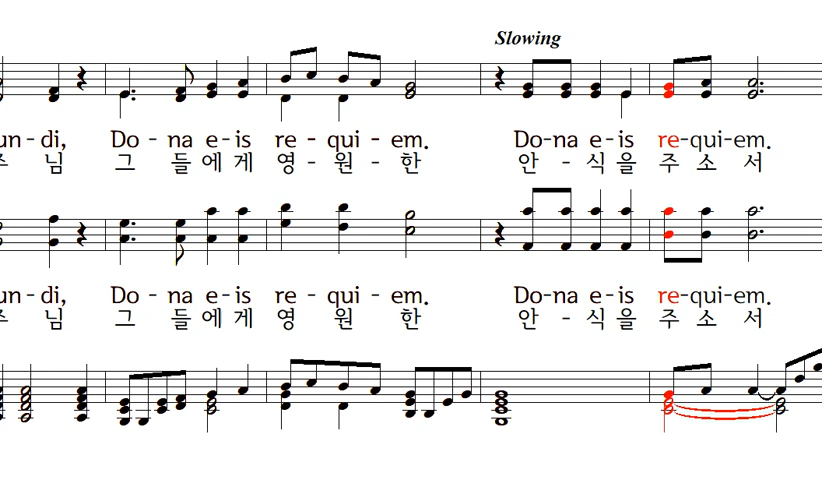 Slowing
un-di, Do-na e-is re-qui-em. Do-na e-is re-qui-em.
님 그 들에게 영-원-한 안-식을 주소서
un-di, Do-na e-is re-qui-em. Do-na e-is re-qui-em.
님 그 들에게 영-원-한 안-식을 주소서